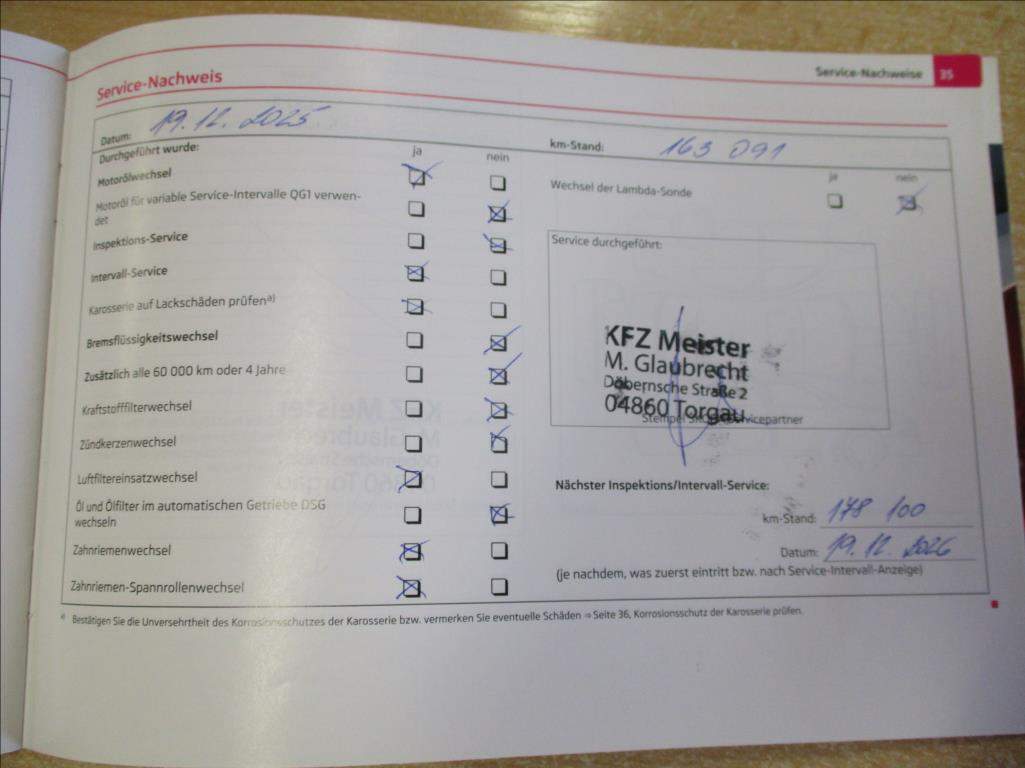 Service-Nachweise 35
Service-Nachweis
Datum: 19.12.2025
km-Stand: 163 091
Durchgeführt wurde: ja nein
Motorölwechsel
Motoröl für variable Service-Intervalle QG1 verwen-
det
Inspektions-Service
Intervall-Service
Karosserie auf Lackschäden prüfen a)
Bremsflüssigkeitswechsel
Zusätzlich alle 60 000 km oder 4 Jahre
Kraftstofffilterwechsel
Zündkerzenwechsel
Luftfiltereinsatzwechsel
Öl und Ölfilter im automatischen Getriebe DSG
wechseln
Zahnriemenwechsel
Zahnriemen-Spannrollenwechsel
ja nein
Wechsel der Lambda-Sonde
Service durchgeführt:
KFZ Meister
M. Glaubrecht
Döbernsche Straße 2
04860 Torgau
Stempel
Nächster Inspektions/Intervall-Service:
km-Stand: 178 100
Datum: 19.12.2026
(je nachdem, was zuerst eintritt bzw. nach Service-Intervall-Anzeige)
a) Bestätigen Sie die Unversehrtheit des Korrosionsschutzes der Karosserie bzw. vermerken Sie eventuelle Schäden ⇒ Seite 36, Korrosionsschutz der Karosserie prüfen.